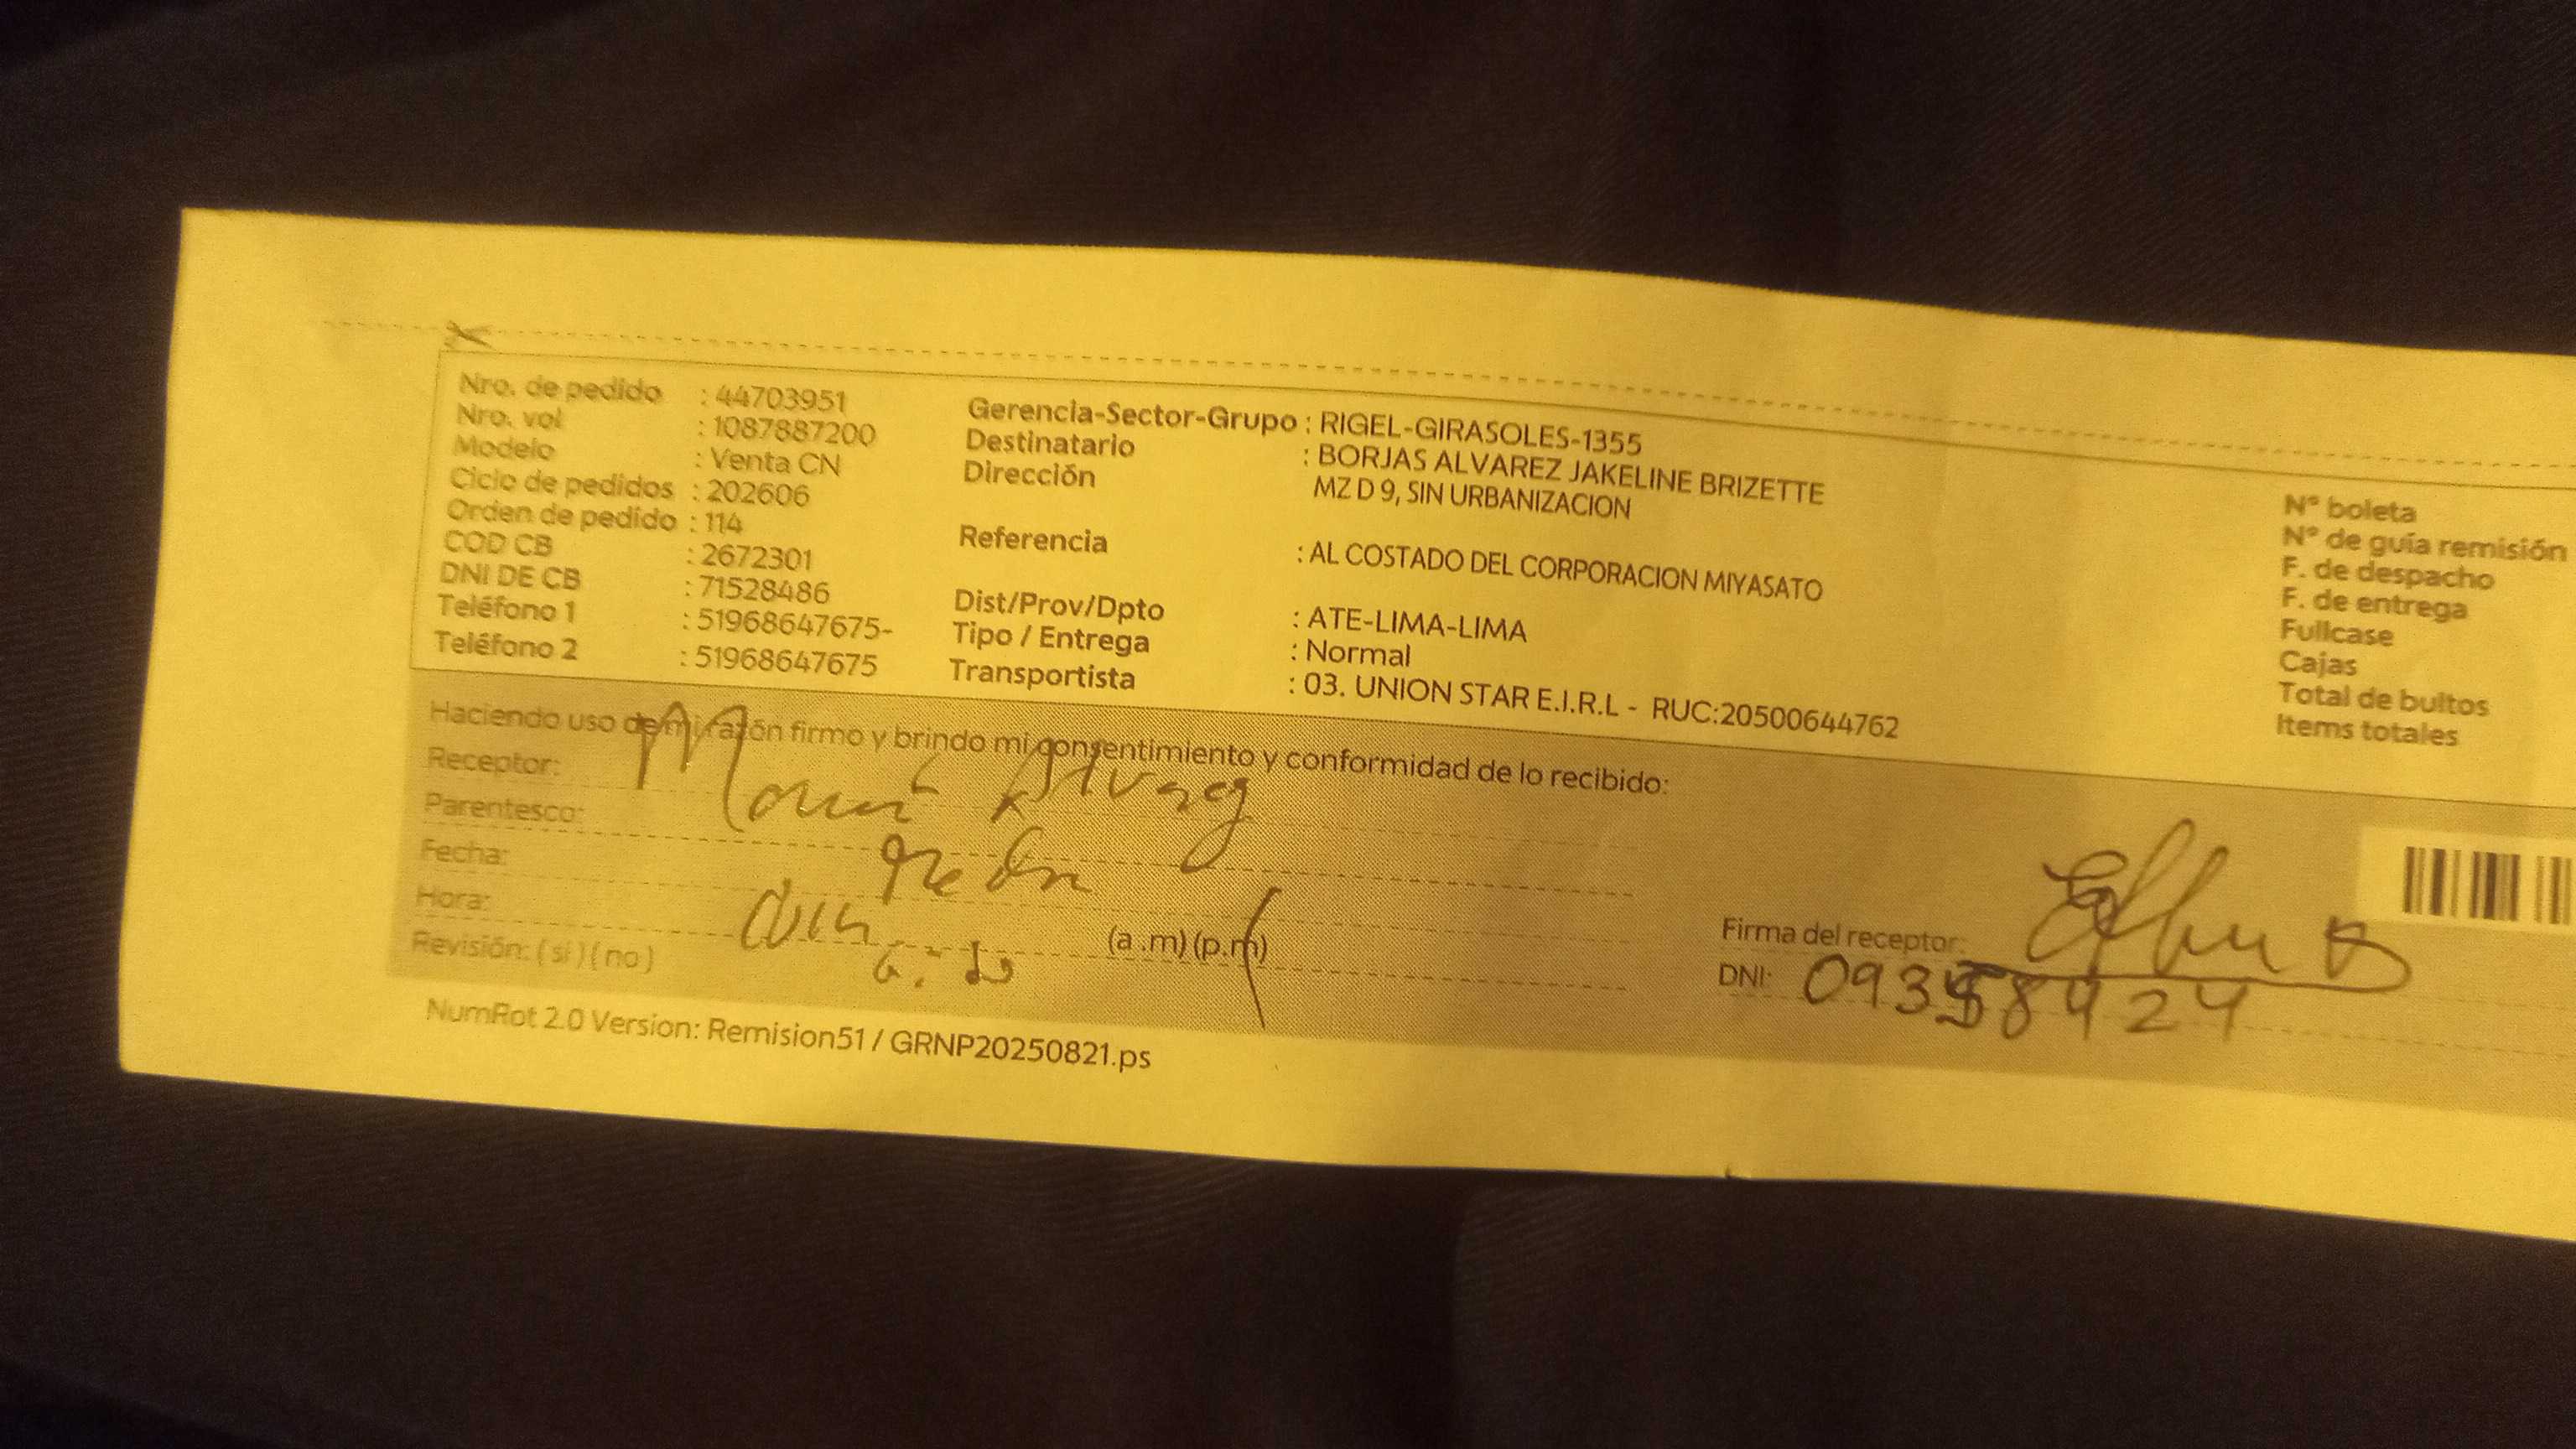 Nro. de pedido : 44703951
Nro. vol : 1087887200
Modelo : Venta CN
Ciclo de pedidos : 202606
Orden de pedido : 114
COD CB : 2672301
DNI DE CB : 71528486
Teléfono 1 : 51968647675-
Teléfono 2 : 51968647675
Gerencia-Sector-Grupo : RIGEL-GIRASOLES-1355
Destinatario : BORJAS ALVAREZ JAKELINE BRIZETTE
Dirección MZ D 9, SIN URBANIZACION
Referencia : AL COSTADO DEL CORPORACION MIYASATO
Dist/Prov/Dpto : ATE-LIMA-LIMA
Tipo / Entrega : Normal
Transportista : 03. UNION STAR E.I.R.L - RUC:20500644762
N° boleta
N° de guía remisión
F. de despacho
F. de entrega
Fullcase
Cajas
Total de bultos
Items totales
Haciendo uso de mi razón firmo y brindo mi consentimiento y conformidad de lo recibido:
Receptor: María Alvarez
Parentesco:
Fecha:
Hora: (a .m) (p.m)
Revisión: ( si ) ( no )
Firma del receptor:
DNI:
NumRot 2.0 Version: Remision51 / GRNP20250821.ps